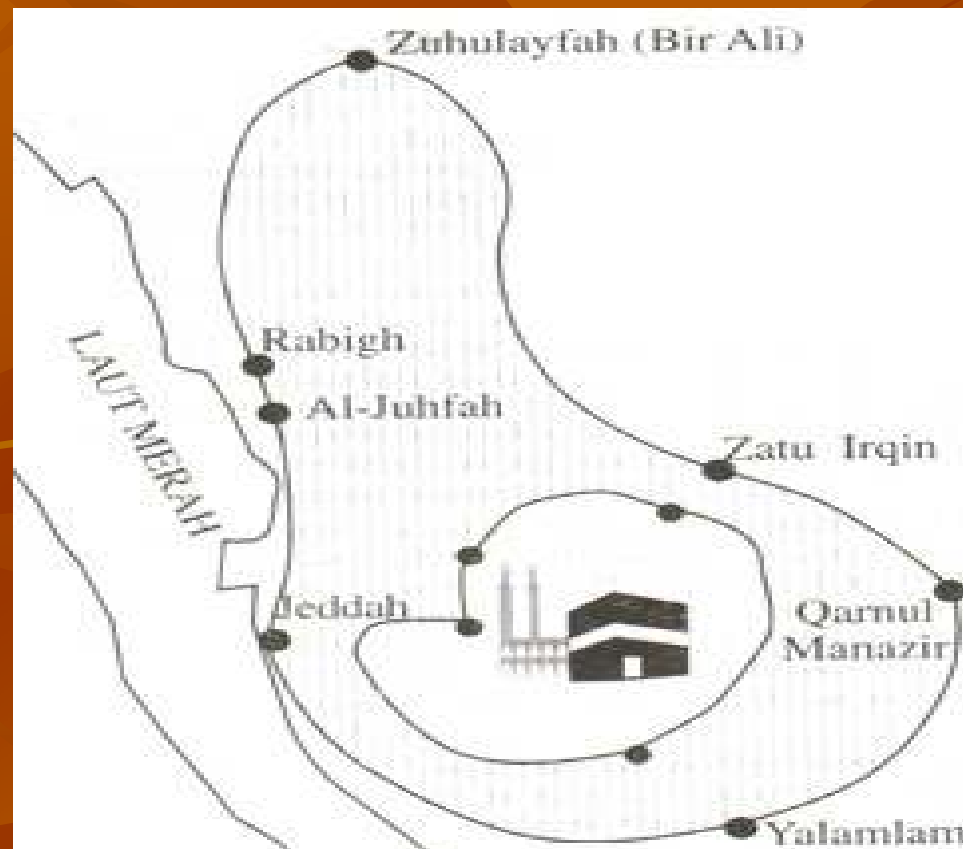 Zuhulayfah (Bir Ali)
Rabigh
Al-Juhfah
LAUT MERAH
Zatu Irqin
Jeddah
Qarnul
Manazir
Yalamlam